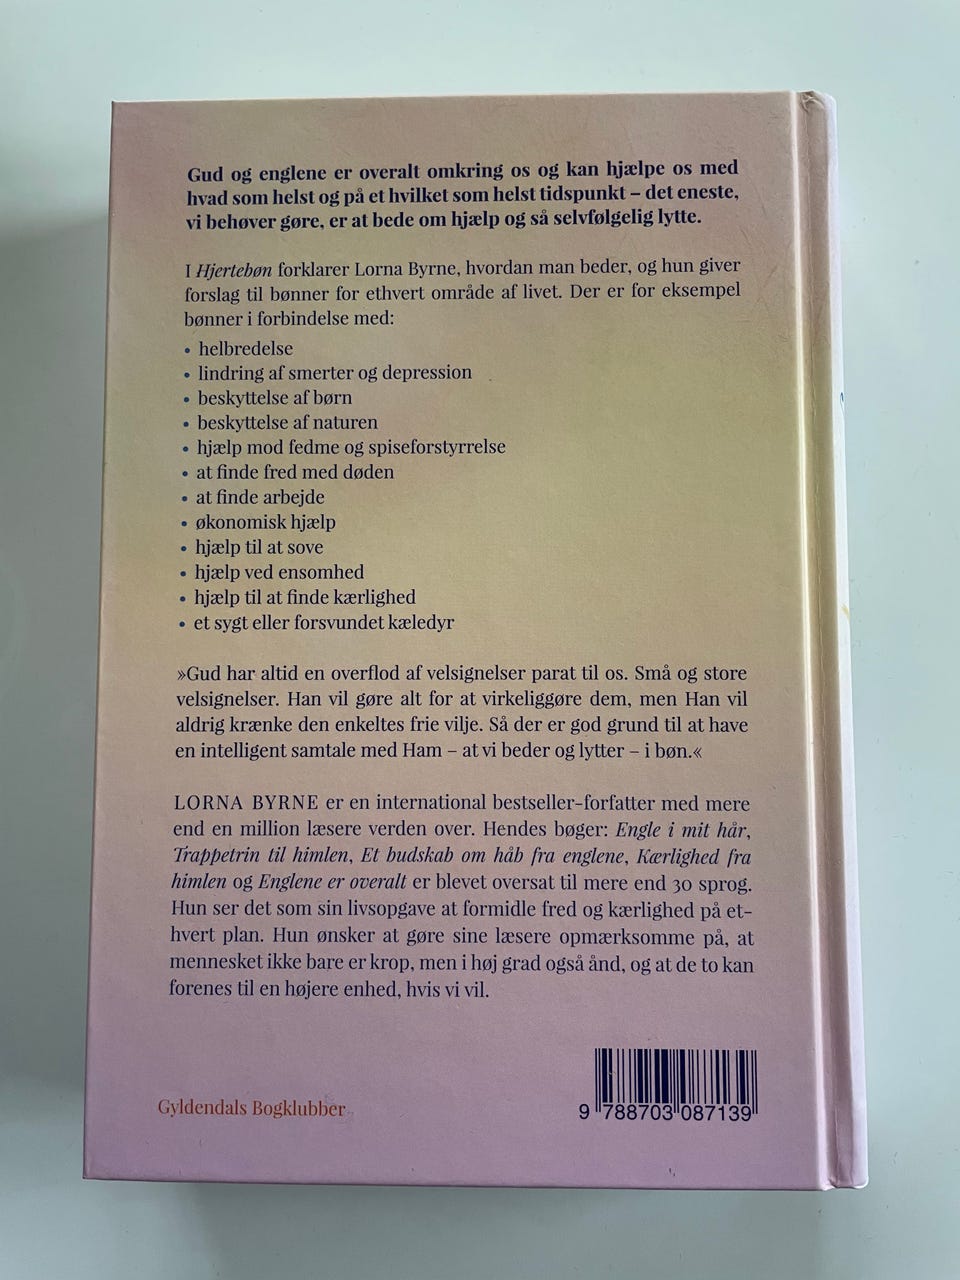 Gud og englene er overalt omkring os og kan hjælpe os med
hvad som helst og på et hvilket som helst tidspunkt – det eneste,
vi behøver gøre, er at bede om hjælp og så selvfølgelig lytte.
I Hjertebøn forklarer Lorna Byrne, hvordan man beder, og hun giver
forslag til bønner for ethvert område af livet. Der er for eksempel
bønner i forbindelse med:
• helbredelse
• lindring af smerter og depression
• beskyttelse af børn
• beskyttelse af naturen
• hjælp mod fedme og spiseforstyrrelse
• at finde fred med døden
• at finde arbejde
• økonomisk hjælp
• hjælp til at sove
• hjælp ved ensomhed
• hjælp til at finde kærlighed
• et sygt eller forsvundet kæledyr
»Gud har altid en overflod af velsignelser parat til os. Små og store
velsignelser. Han vil gøre alt for at virkeliggøre dem, men Han vil
aldrig krænke den enkeltes frie vilje. Så der er god grund til at have
en intelligent samtale med Ham – at vi beder og lytter – i bøn.«
LORNA BYRNE er en international bestseller-forfatter med mere
end en million læsere verden over. Hendes bøger: Engle i mit hår,
Trappetrin til himlen, Et budskab om håb fra englene, Kærlighed fra
himlen og Englene er overalt er blevet oversat til mere end 30 sprog.
Hun ser det som sin livsopgave at formidle fred og kærlighed på et-
hvert plan. Hun ønsker at gøre sine læsere opmærksomme på, at
mennesket ikke bare er krop, men i høj grad også ånd, og at de to kan
forenes til en højere enhed, hvis vi vil.
Gyldendals Bogklubber
9 788703 087139